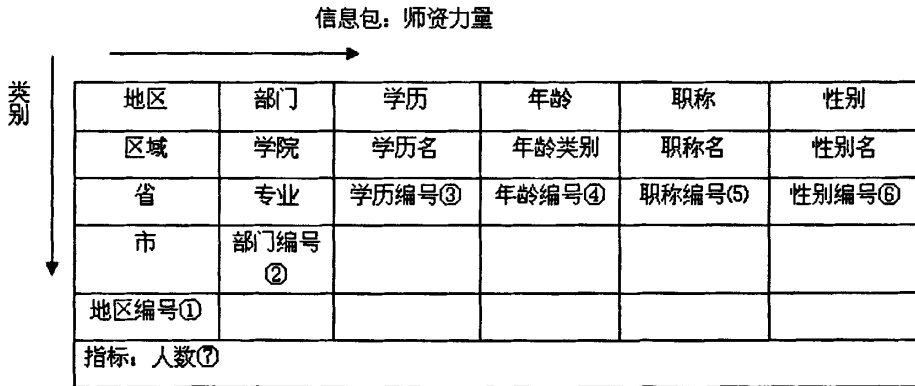 信息包：师资力量
类别
地区 部门 学历 年龄 职称 性别
区域 学院 学历名 年龄类别 职称名 性别名
省 专业 学历编号③ 年龄编号④ 职称编号⑸ 性别编号⑥
市 部门编号②
地区编号①
指标：人数⑦